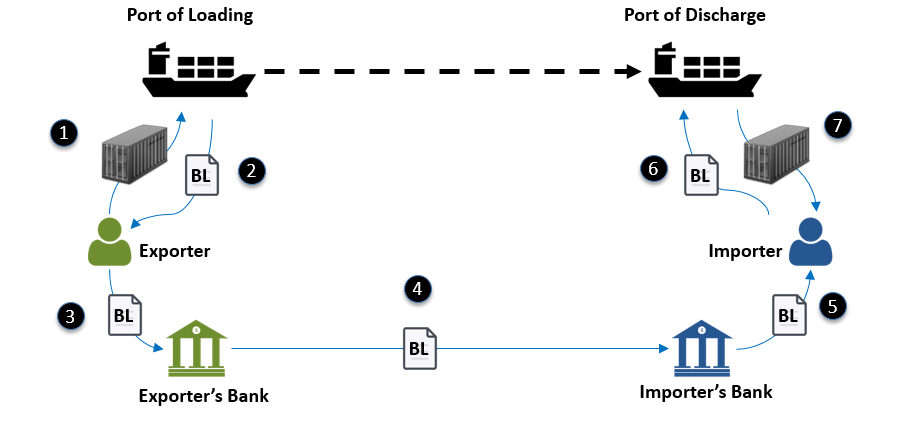 Port of Loading
Port of Discharge
1
7
2
BL
6
BL
Exporter
Importer
3
BL
4
BL
5
BL
Exporter's Bank
Importer's Bank